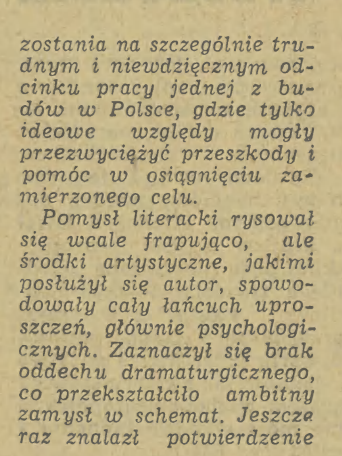 zostania na szczególnie tru-
dnym i niewdzięcznym od-
cinku pracy jednej z bu-
dów w Polsce, gdzie tylko
ideowe względy mogły
przezwyciężyć przeszkody i
pomóc w osiągnięciu za-
mierzonego celu.
Pomysł literacki rysował
się wcale frapująco, ale
środki artystyczne, jakimi
posłużył się autor, spowo-
dowały cały łańcuch upro-
szczeń, głównie psychologi-
cznych. Zaznaczył się brak
oddechu dramaturgicznego,
co przekształciło ambitny
zamysł w schemat. Jeszcze
raz znalazł potwierdzenie